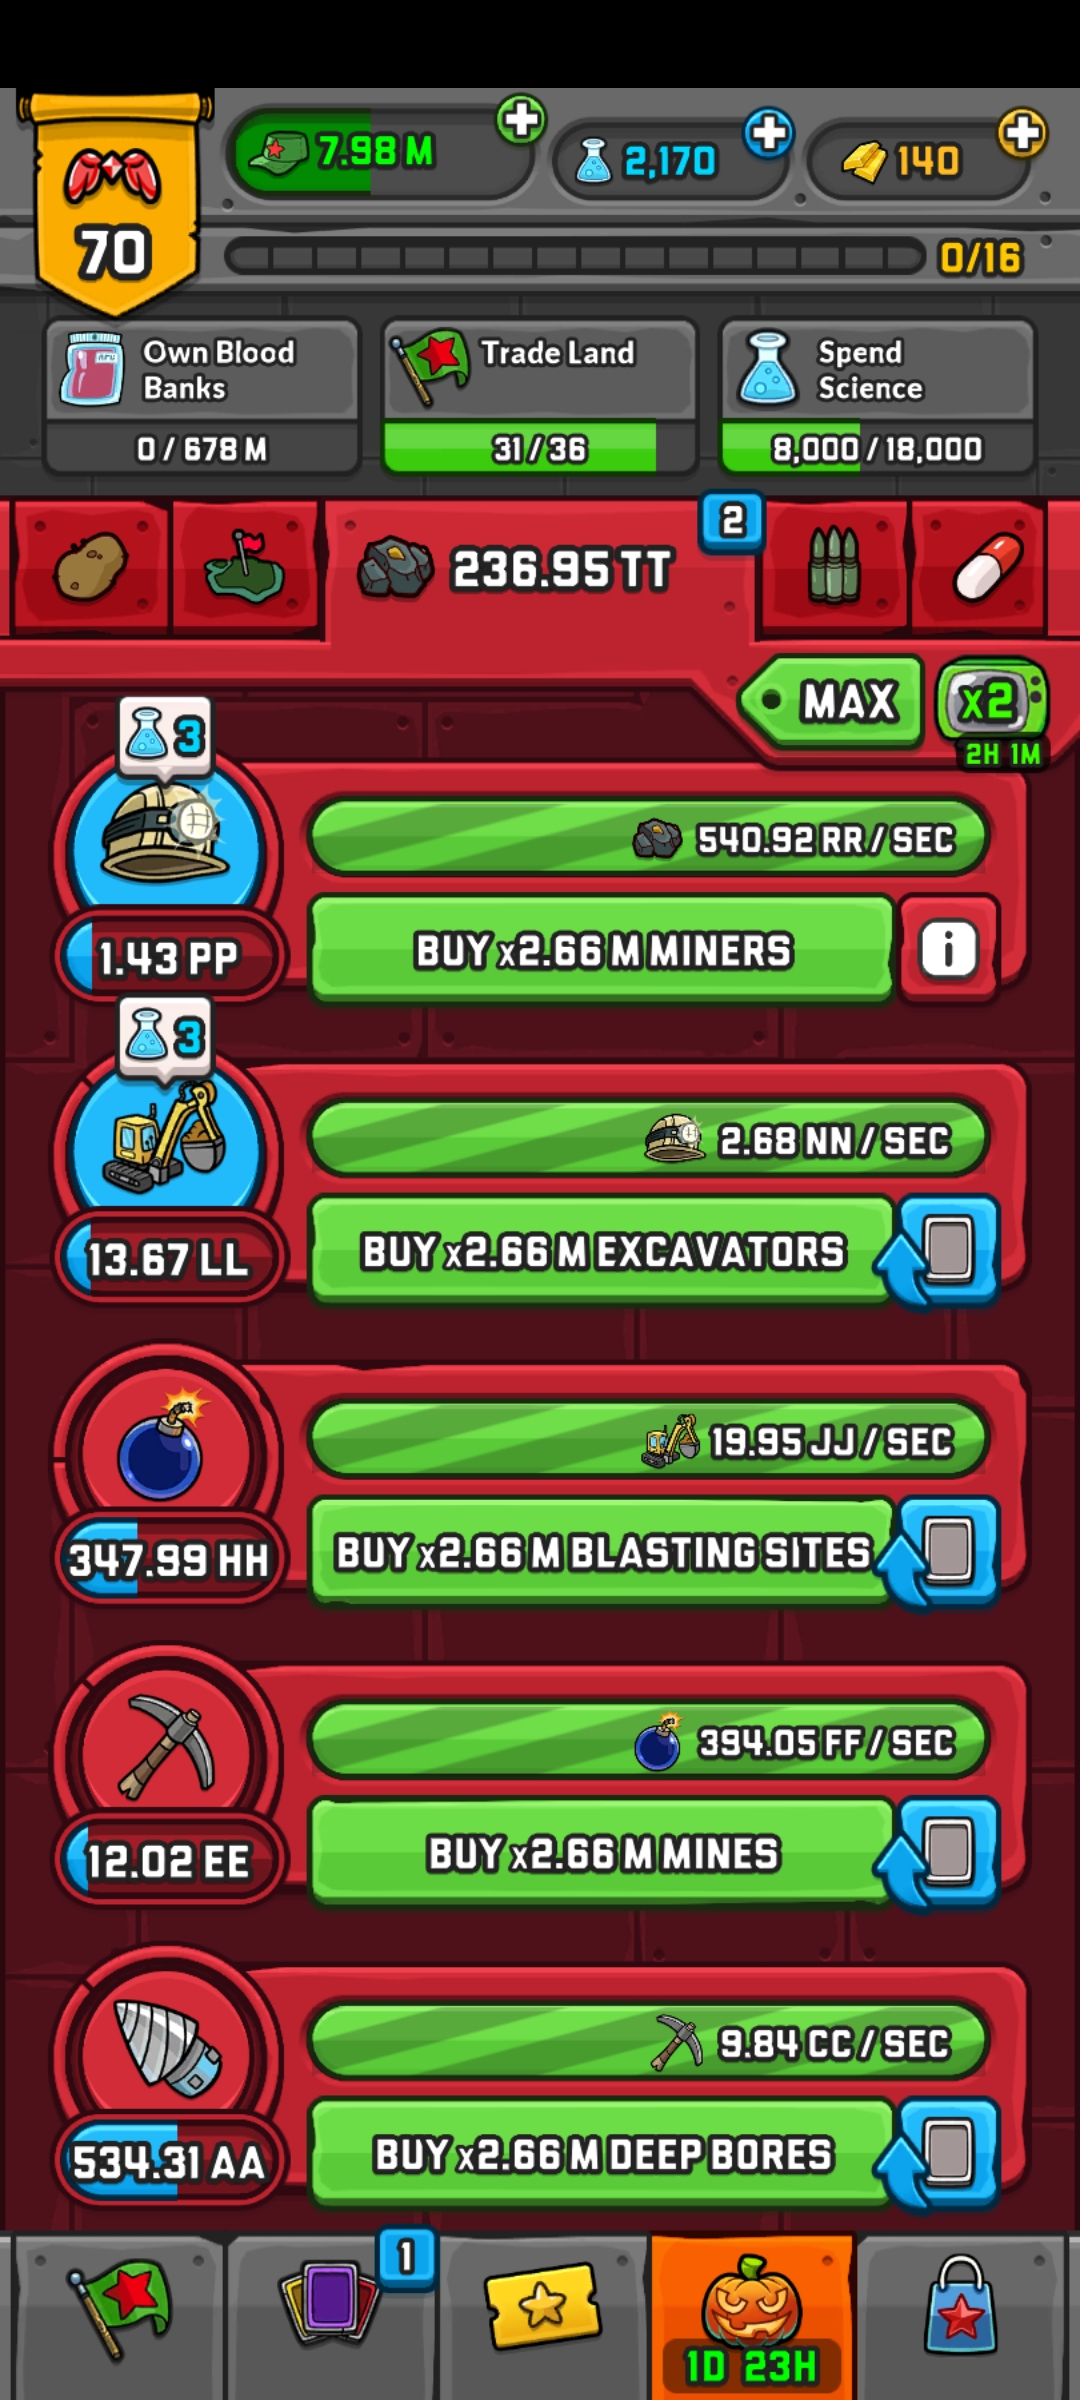 70
7.98 M
2,170
140
0/16
Own Blood
Banks
0 / 678 M
Trade Land
31 / 36
Spend
Science
8,000 / 18,000
236.95 TT
2
MAX
x2
2H 1M
3
540.92 RR / SEC
1.43 PP
BUY x2.66 M MINERS
i
3
2.68 NN / SEC
13.67 LL
BUY x2.66 M EXCAVATORS
19.95 JJ / SEC
347.99 HH
BUY x2.66 M BLASTING SITES
394.05 FF / SEC
12.02 EE
BUY x2.66 M MINES
9.84 CC / SEC
534.31 AA
BUY x2.66 M DEEP BORES
1
1D 23H